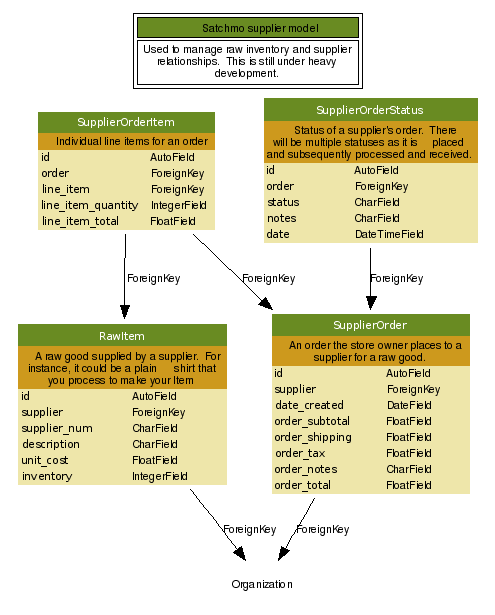 Satchmo supplier model
Used to manage raw inventory and supplier
relationships. This is still under heavy
development.
SupplierOrderItem
Individual line items for an order
id AutoField
order ForeignKey
line_item ForeignKey
line_item_quantity IntegerField
line_item_total FloatField
SupplierOrderStatus
Status of a supplier's order. There
will be multiple statuses as it is placed
and subsequently processed and received.
id AutoField
order ForeignKey
status CharField
notes CharField
date DateTimeField
ForeignKey
ForeignKey
ForeignKey
RawItem
A raw good supplied by a supplier. For
instance, it could be a plain shirt that
you process to make your Item
id AutoField
supplier ForeignKey
supplier_num CharField
description CharField
unit_cost FloatField
inventory IntegerField
SupplierOrder
An order the store owner places to a
supplier for a raw good.
id AutoField
supplier ForeignKey
date_created DateField
order_subtotal FloatField
order_shipping FloatField
order_tax FloatField
order_notes CharField
order_total FloatField
ForeignKey
ForeignKey
Organization